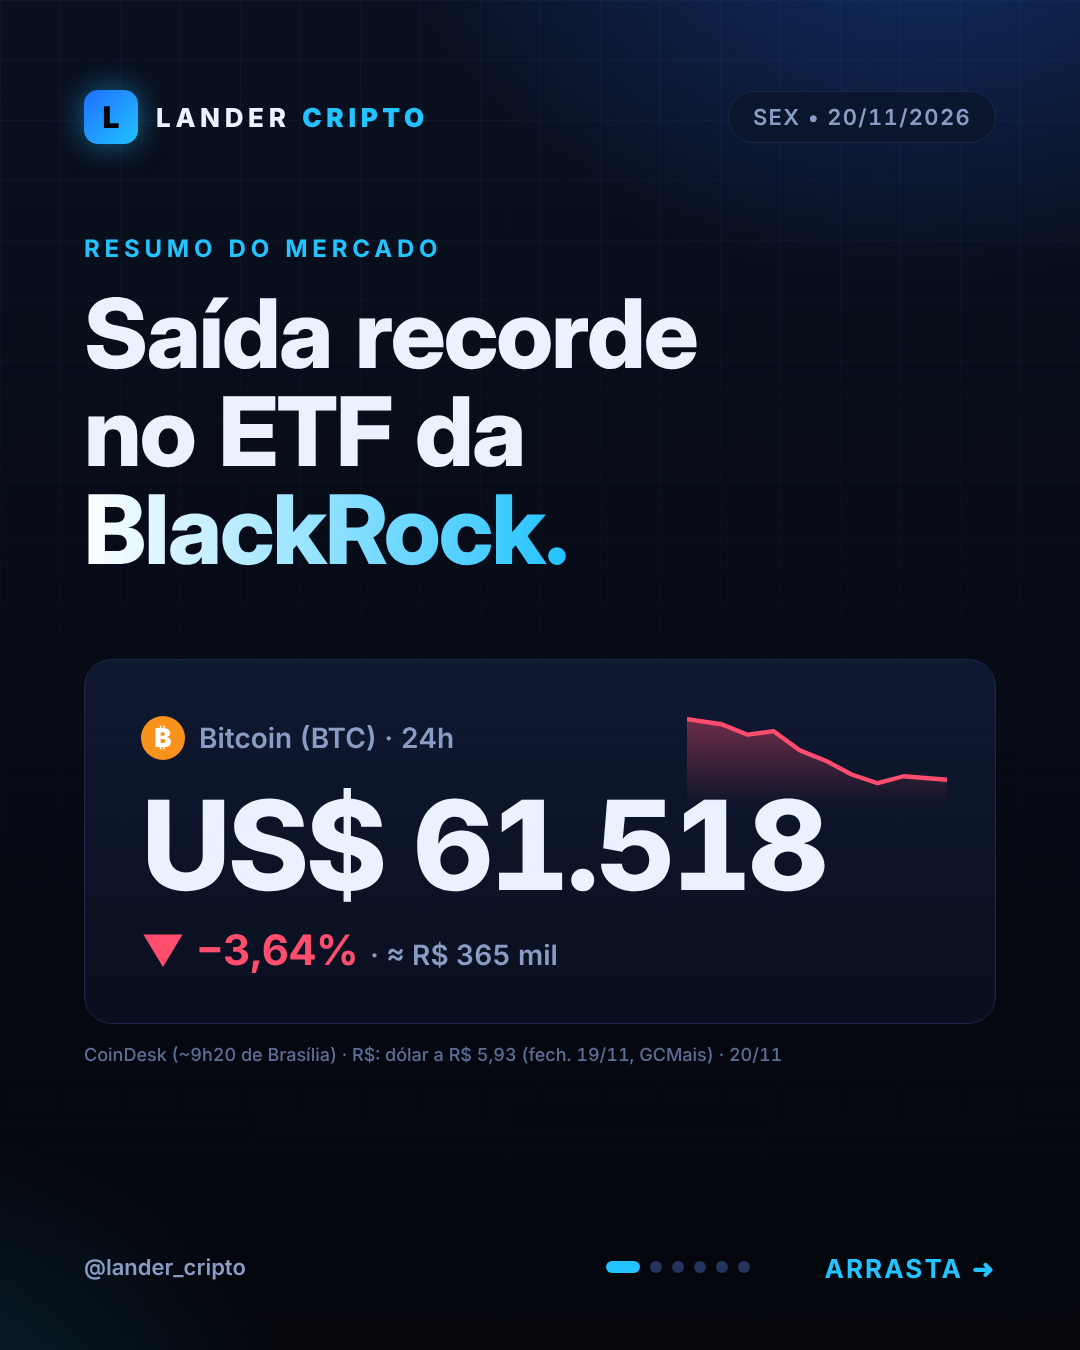 L LANDER CRIPTO
SEX • 20/11/2026
RESUMO DO MERCADO
Saída recorde
no ETF da
BlackRock.
₿ Bitcoin (BTC) · 24h
US$ 61.518
▼ −3,64% · ≈ R$ 365 mil
CoinDesk (~9h20 de Brasília) · R$: dólar a R$ 5,93 (fech. 19/11, GCMais) · 20/11
@lander_cripto
ARRASTA ➜